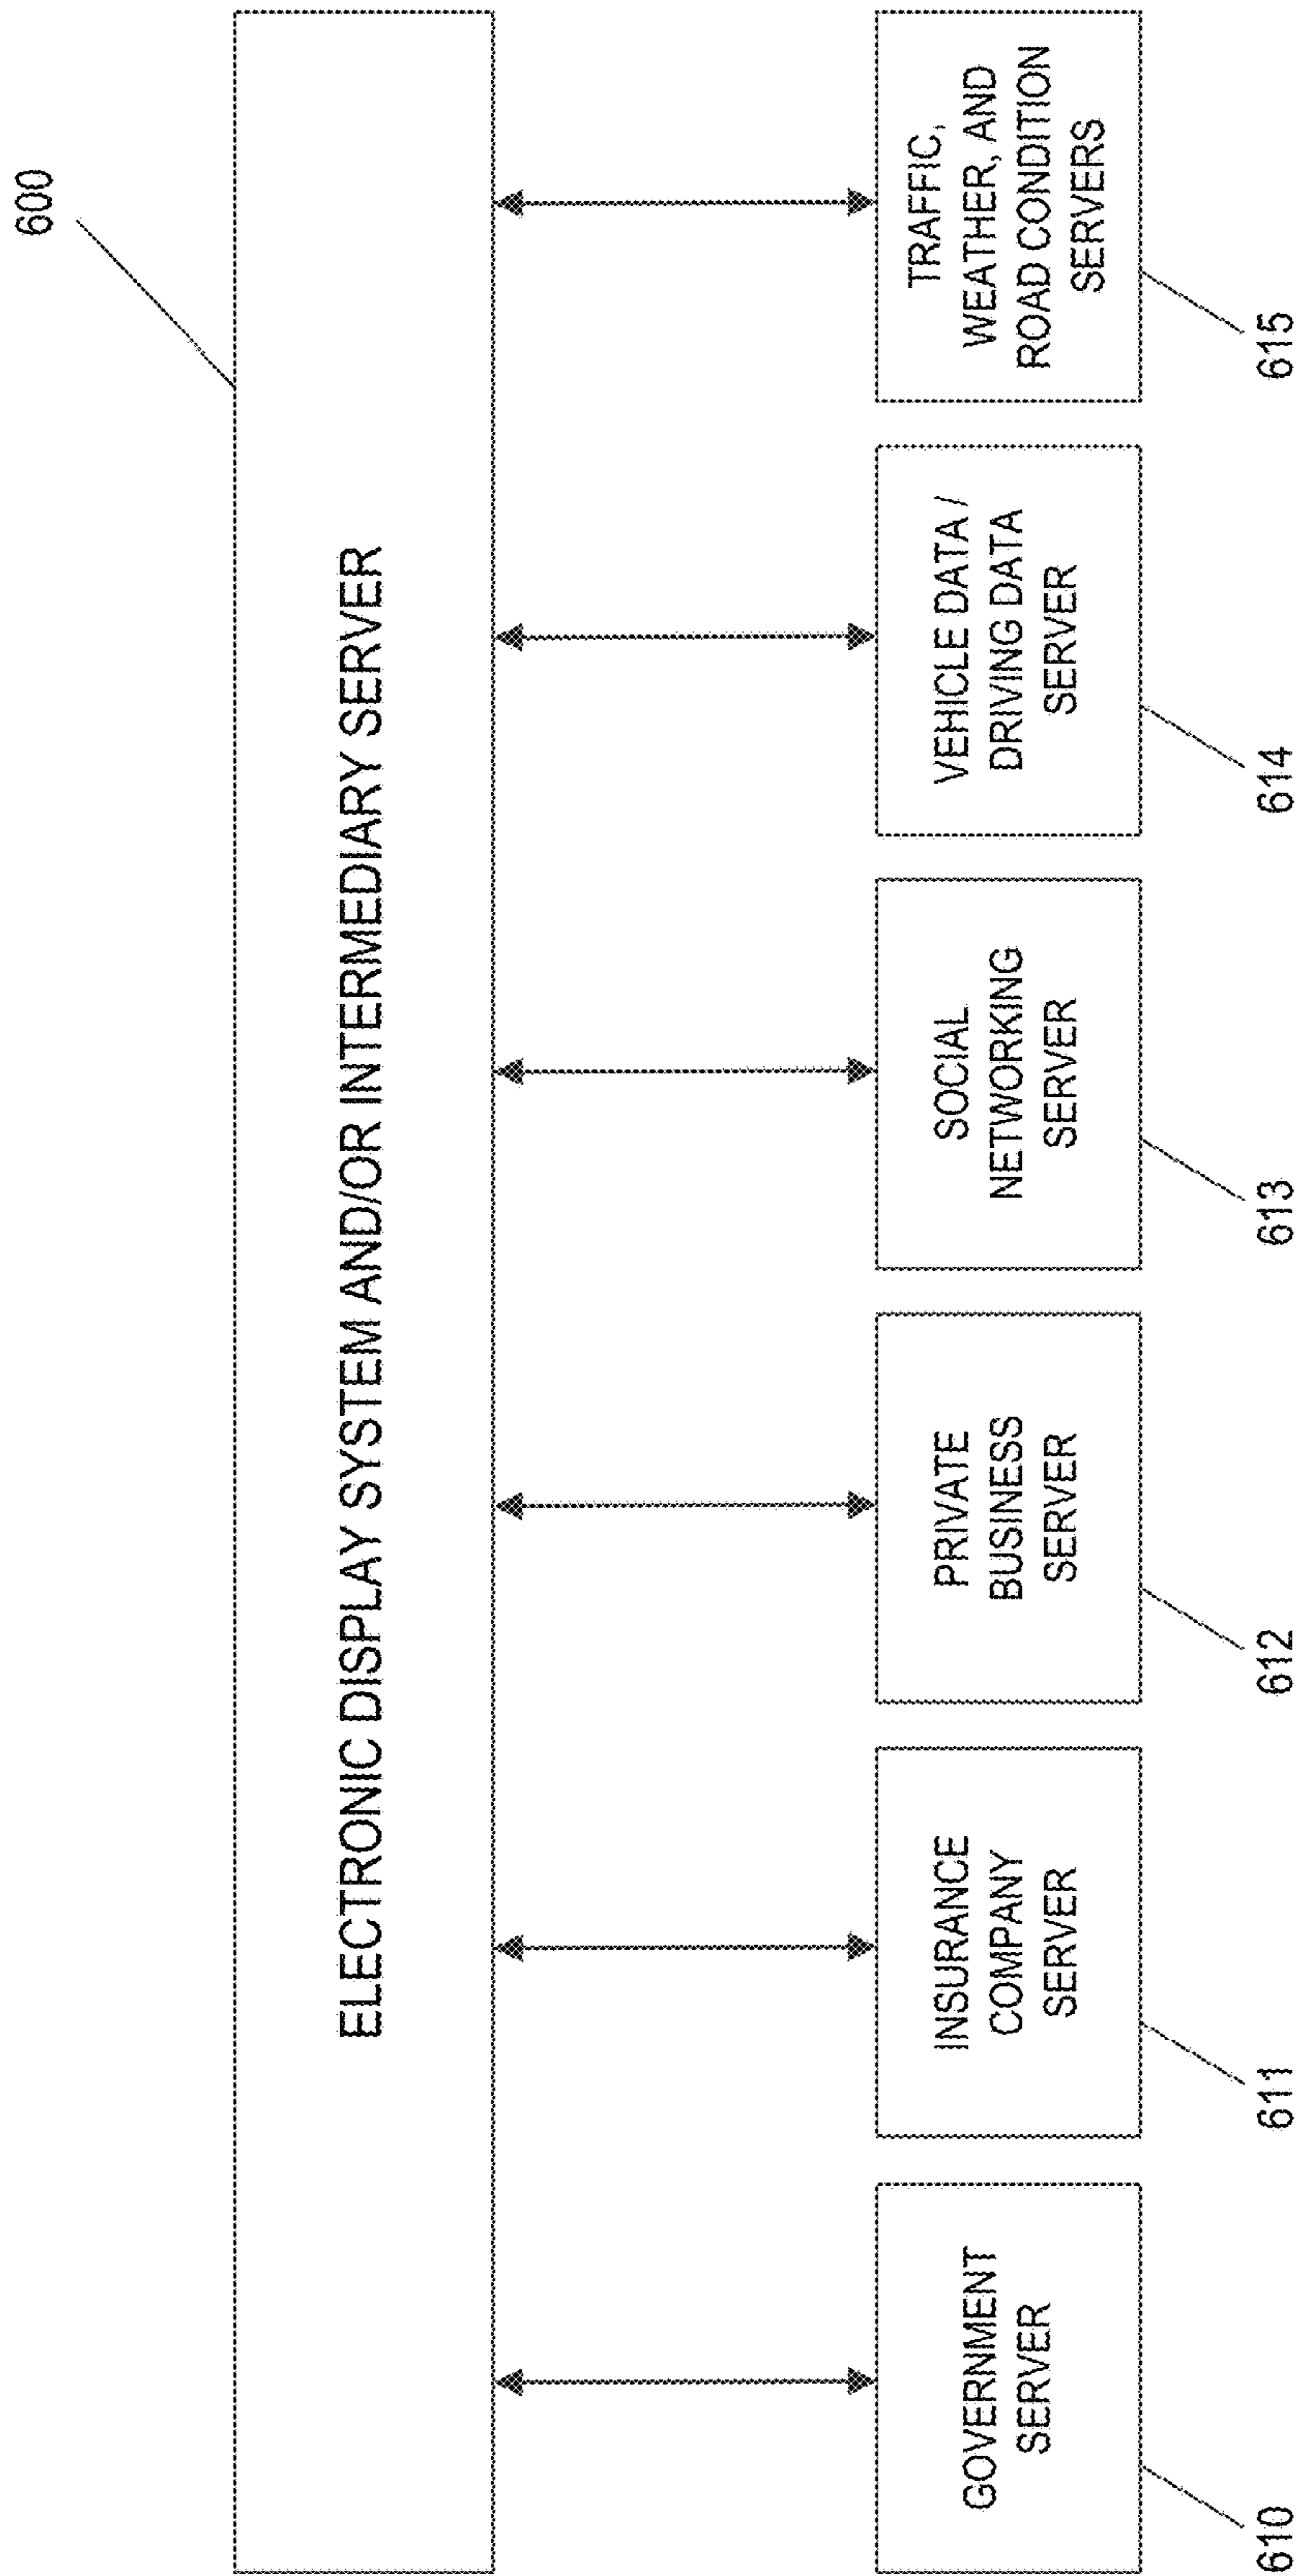 600
ELECTRONIC DISPLAY SYSTEM AND/OR INTERMEDIARY SERVER
GOVERNMENT
SERVER
610
INSURANCE
COMPANY
SERVER
611
PRIVATE
BUSINESS
SERVER
612
SOCIAL
NETWORKING
SERVER
613
VEHICLE DATA /
DRIVING DATA
SERVER
614
TRAFFIC,
WEATHER, AND
ROAD CONDITION
SERVERS
615